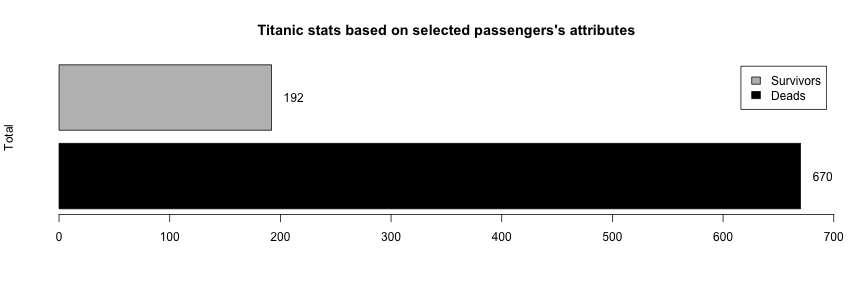 Titanic stats based on selected passengers's attributes
192
Survivors
Deads
Total
670
0 100 200 300 400 500 600 700